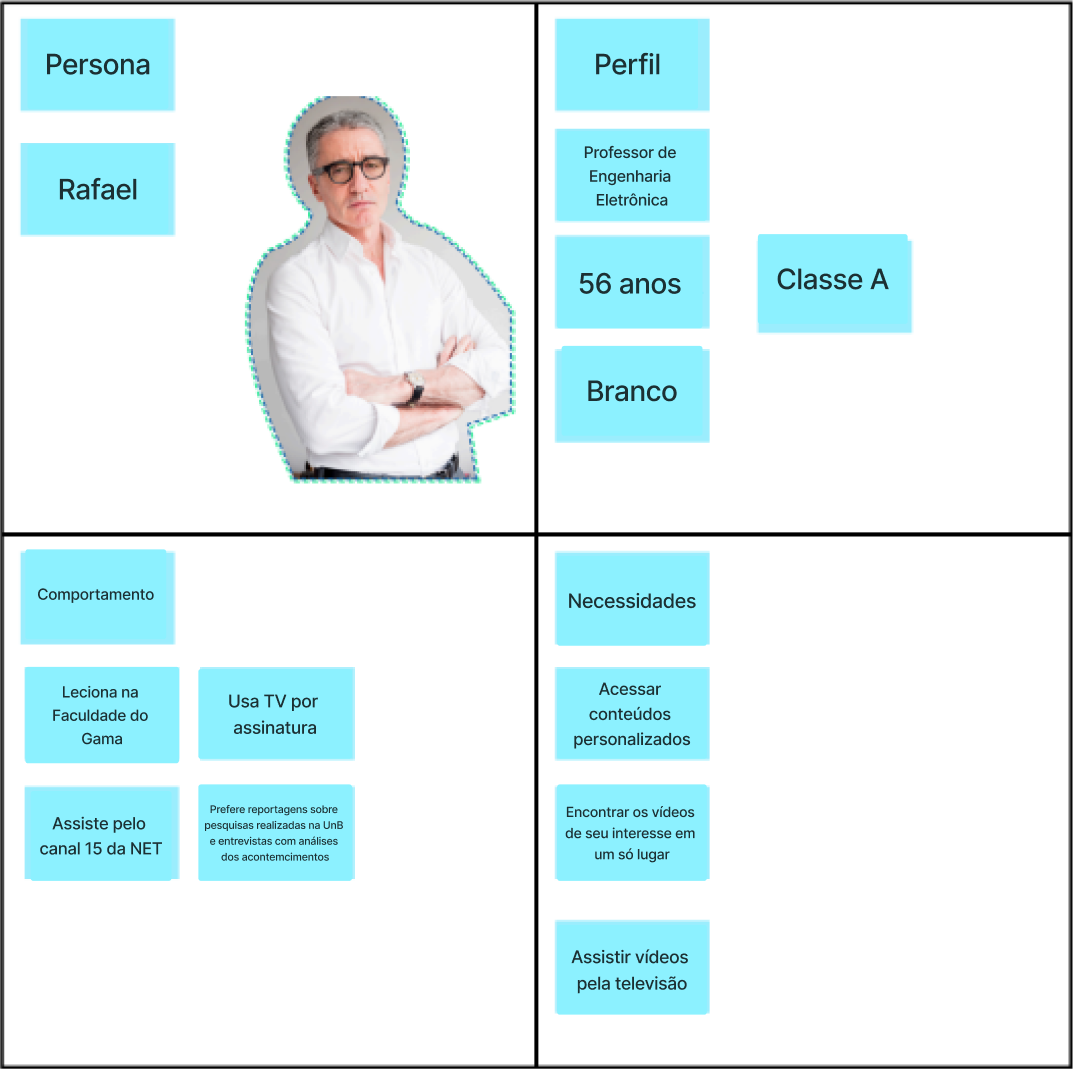 Persona
Rafael
Perfil
Professor de
Engenharia
Eletrônica
56 anos
Classe A
Branco
Comportamento
Leciona na
Faculdade do
Gama
Usa TV por
assinatura
Assiste pelo
canal 15 da NET
Prefere reportagens sobre
pesquisas realizadas na UnB
e entrevistas com análises
dos acontemcimentos
Necessidades
Acessar
conteúdos
personalizados
Encontrar os vídeos
de seu interesse em
um só lugar
Assistir vídeos
pela televisão